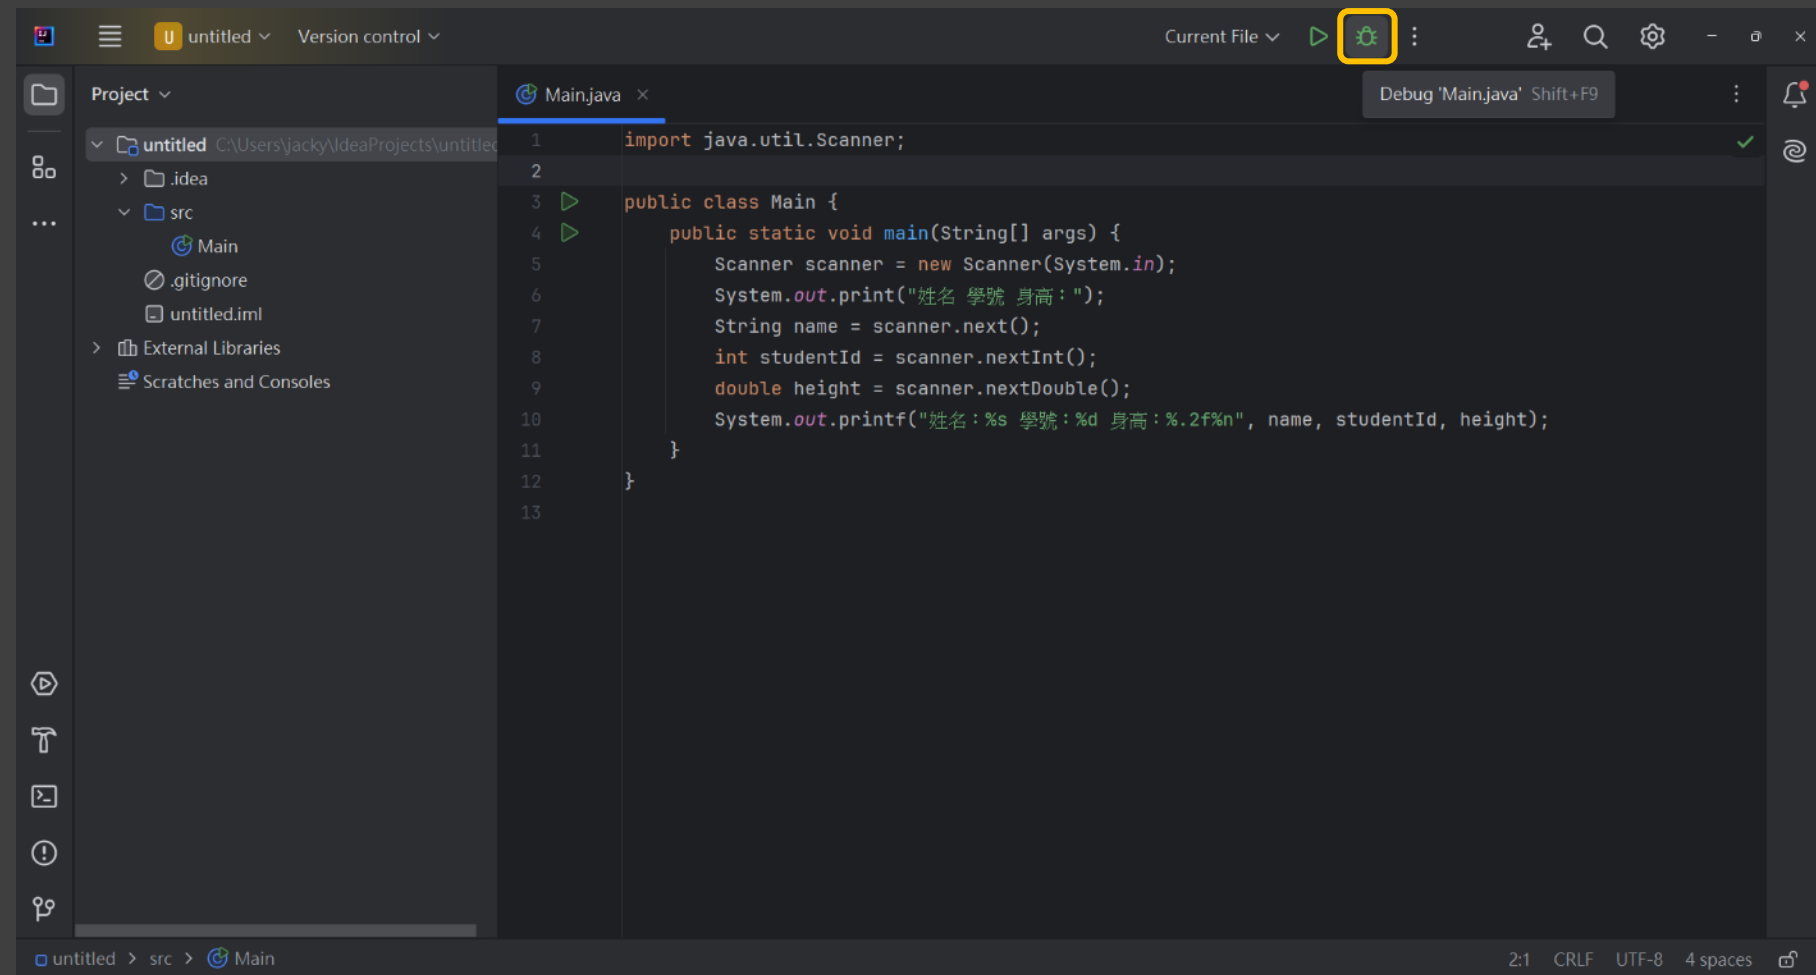 U untitled Version control Current File
Project
Main.java
Debug 'Main.java' Shift+F9
untitled C:\Users\jacky\IdeaProjects\untitled
.idea
src
Main
.gitignore
untitled.iml
External Libraries
Scratches and Consoles
1 import java.util.Scanner;
2
3 public class Main {
4 public static void main(String[] args) {
5 Scanner scanner = new Scanner(System.in);
6 System.out.print("姓名 學號 身高：");
7 String name = scanner.next();
8 int studentId = scanner.nextInt();
9 double height = scanner.nextDouble();
10 System.out.printf("姓名：%s 學號：%d 身高：%.2f%n", name, studentId, height);
11 }
12 }
13
untitled > src > Main
2:1 CRLF UTF-8 4 spaces